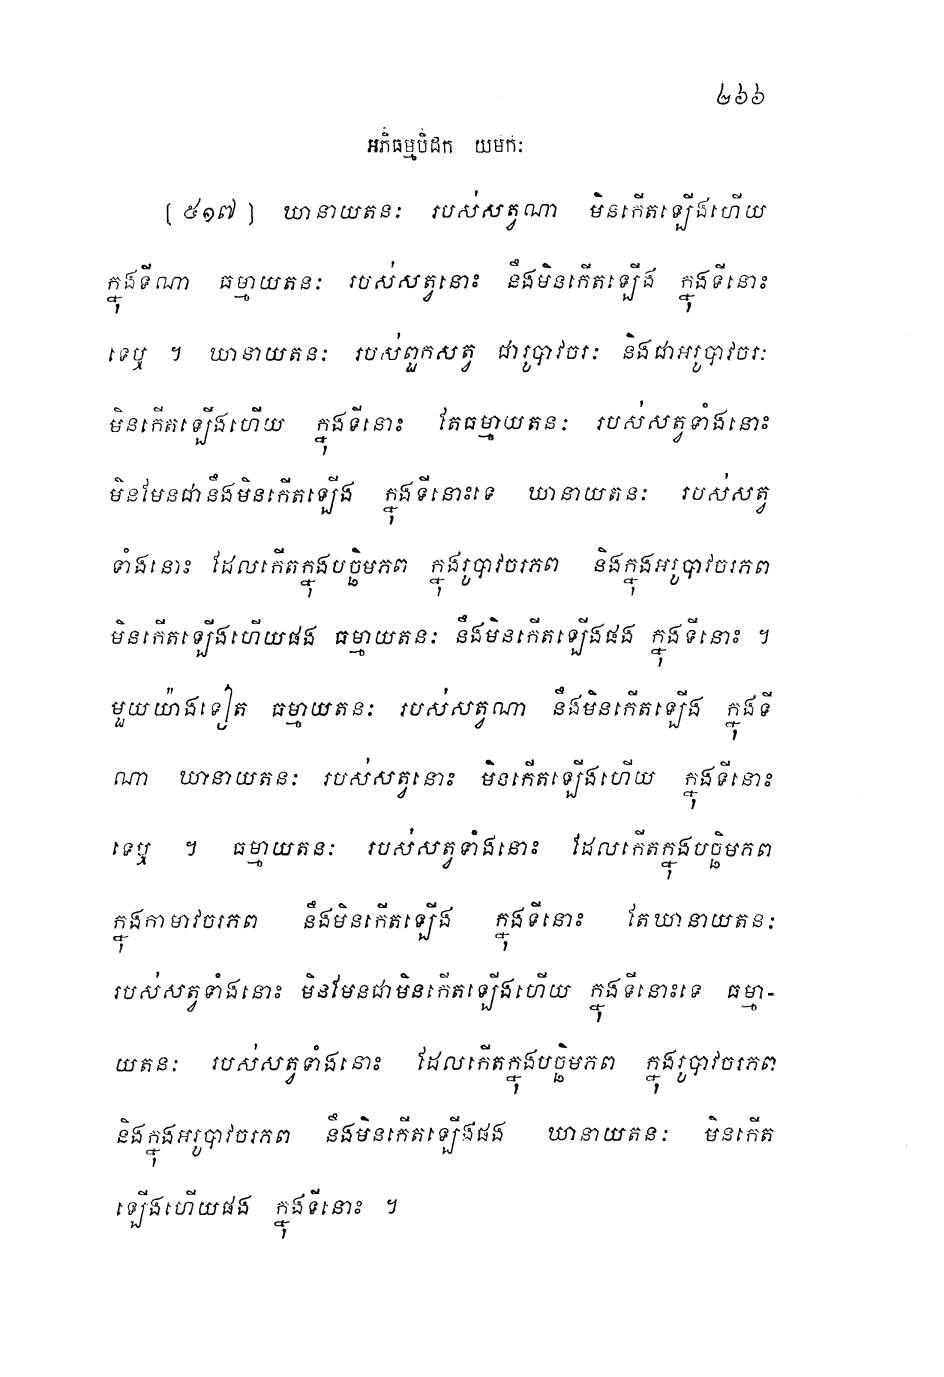 ២៦៦
អភិធម្មបិដក យមកៈ
(៥១៧) ឃានាយតនៈ របស់សត្វណា មិនកើតឡើងហើយ
ក្នុងទីណា ធម្មាយតនៈ របស់សត្វនោះ នឹងមិនកើតឡើង ក្នុងទីនោះ
ទេឬ ។ ឃានាយតនៈ របស់ពួកសត្វ ជារូបាវចរៈ និងជាអរូបាវចរៈ
មិនកើតឡើងហើយ ក្នុងទីនោះ តែធម្មាយតនៈ របស់សត្វទាំងនោះ
មិនមែនជានឹងមិនកើតឡើង ក្នុងទីនោះទេ ឃានាយតនៈ របស់សត្វ
ទាំងនោះ ដែលកើតក្នុងបច្ឆិមភព ក្នុងរូបាវចរភព និងក្នុងអរូបាវចរភព
មិនកើតឡើងហើយផង ធម្មាយតនៈ នឹងមិនកើតឡើងផង ក្នុងទីនោះ ។
មួយយ៉ាងទៀត ធម្មាយតនៈ របស់សត្វណា នឹងមិនកើតឡើង ក្នុងទី
ណា ឃានាយតនៈ របស់សត្វនោះ មិនកើតឡើងហើយ ក្នុងទីនោះ
ទេឬ ។ ធម្មាយតនៈ របស់សត្វទាំងនោះ ដែលកើតក្នុងបច្ឆិមភព
ក្នុងកាមាវចរភព នឹងមិនកើតឡើង ក្នុងទីនោះ តែឃានាយតនៈ
របស់សត្វទាំងនោះ មិនមែនជាមិនកើតឡើងហើយ ក្នុងទីនោះទេ ធម្មា-
យតនៈ របស់សត្វទាំងនោះ ដែលកើតក្នុងបច្ឆិមភព ក្នុងរូបាវចរភព
និងក្នុងអរូបាវចរភព នឹងមិនកើតឡើងផង ឃានាយតនៈ មិនកើត
ឡើងហើយផង ក្នុងទីនោះ ។